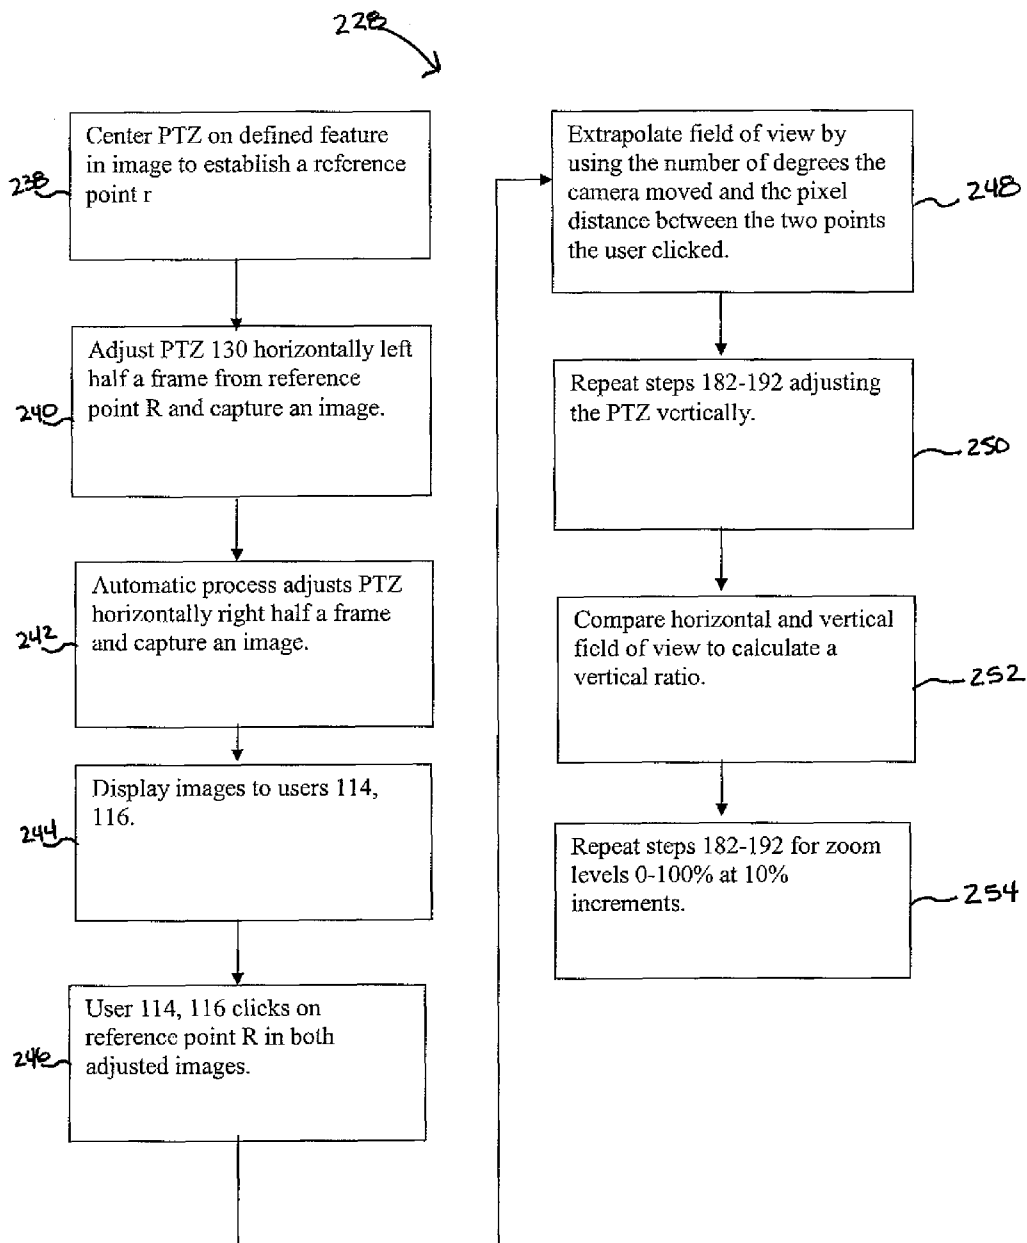 228
Center PTZ on defined feature
in image to establish a reference
point r
238
Adjust PTZ 130 horizontally left
half a frame from reference
point R and capture an image.
240
Automatic process adjusts PTZ
horizontally right half a frame
and capture an image.
242
Display images to users 114,
116.
244
User 114, 116 clicks on
reference point R in both
adjusted images.
246
Extrapolate field of view by
using the number of degrees the
camera moved and the pixel
distance between the two points
the user clicked.
248
Repeat steps 182-192 adjusting
the PTZ vertically.
250
Compare horizontal and vertical
field of view to calculate a
vertical ratio.
252
Repeat steps 182-192 for zoom
levels 0-100% at 10%
increments.
254